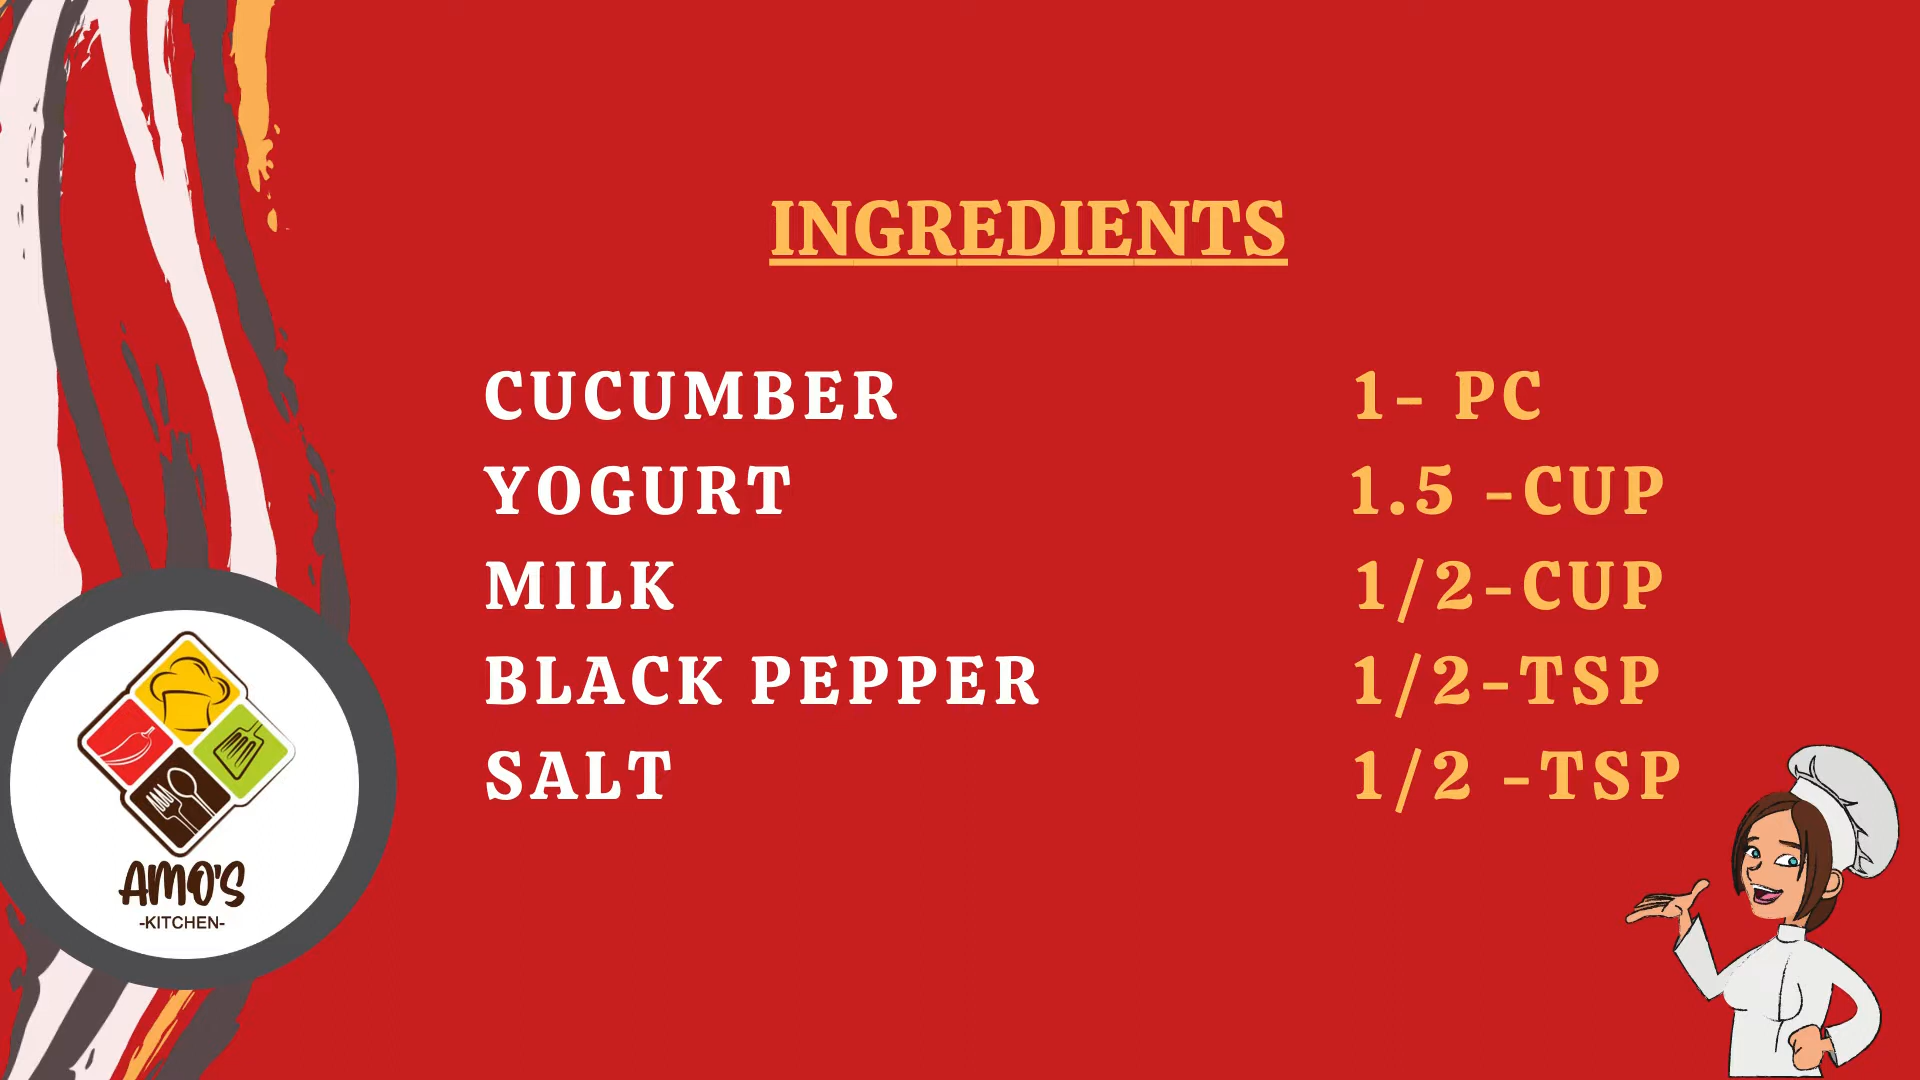 INGREDIENTS
CUCUMBER 1- PC
YOGURT 1.5 -CUP
MILK 1/2-CUP
BLACK PEPPER 1/2-TSP
SALT 1/2 -TSP
AMO'S
-KITCHEN-